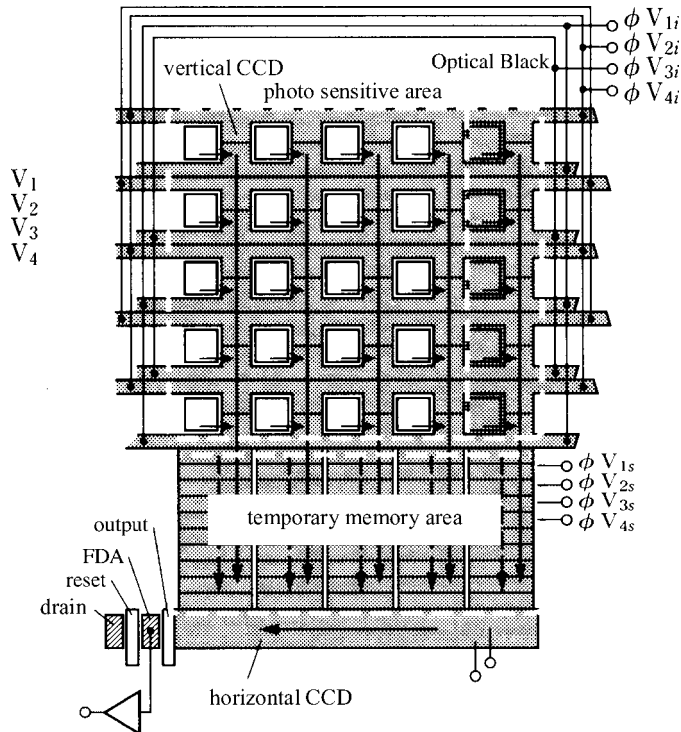 ϕ V1i
ϕ V2i
ϕ V3i
ϕ V4i
vertical CCD
Optical Black
photo sensitive area
V1
V2
V3
V4
ϕ V1s
ϕ V2s
ϕ V3s
ϕ V4s
temporary memory area
output
FDA
reset
drain
horizontal CCD